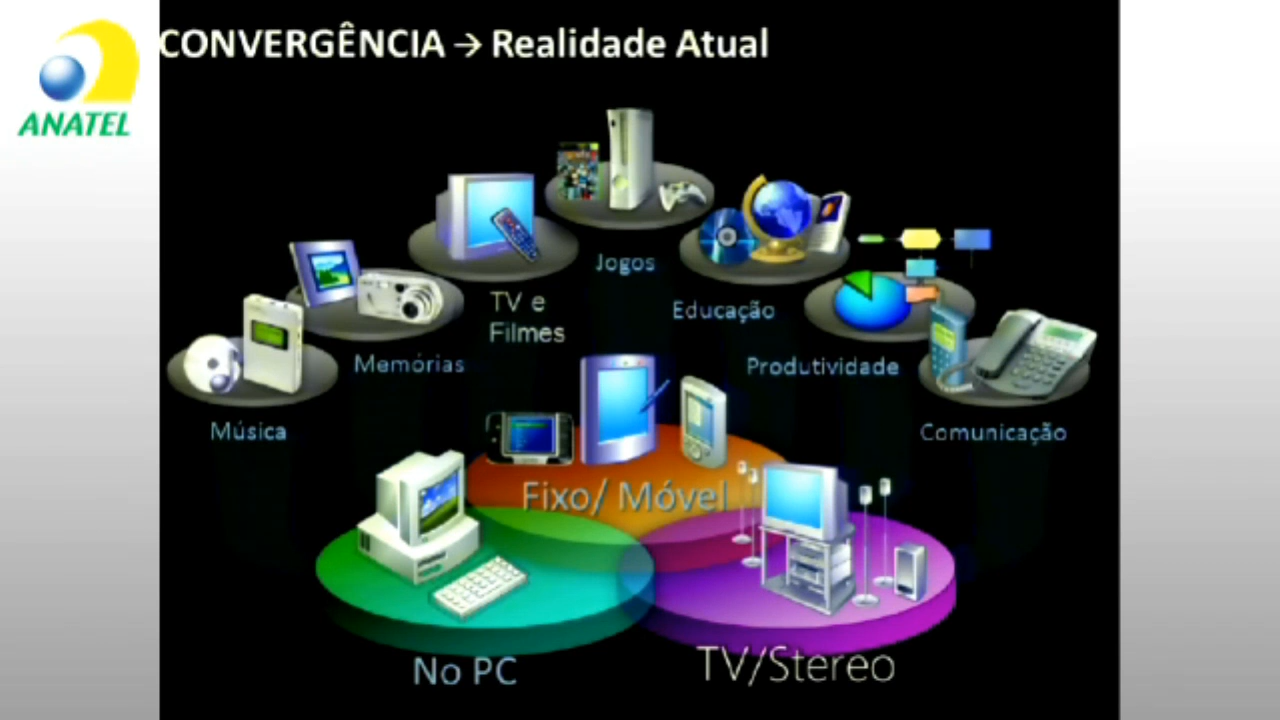 CONVERGÊNCIA → Realidade Atual
ANATEL
Jogos
TV e
Filmes
Educação
Memórias
Produtividade
Música
Comunicação
Fixo/ Móvel
No PC
TV/Stereo